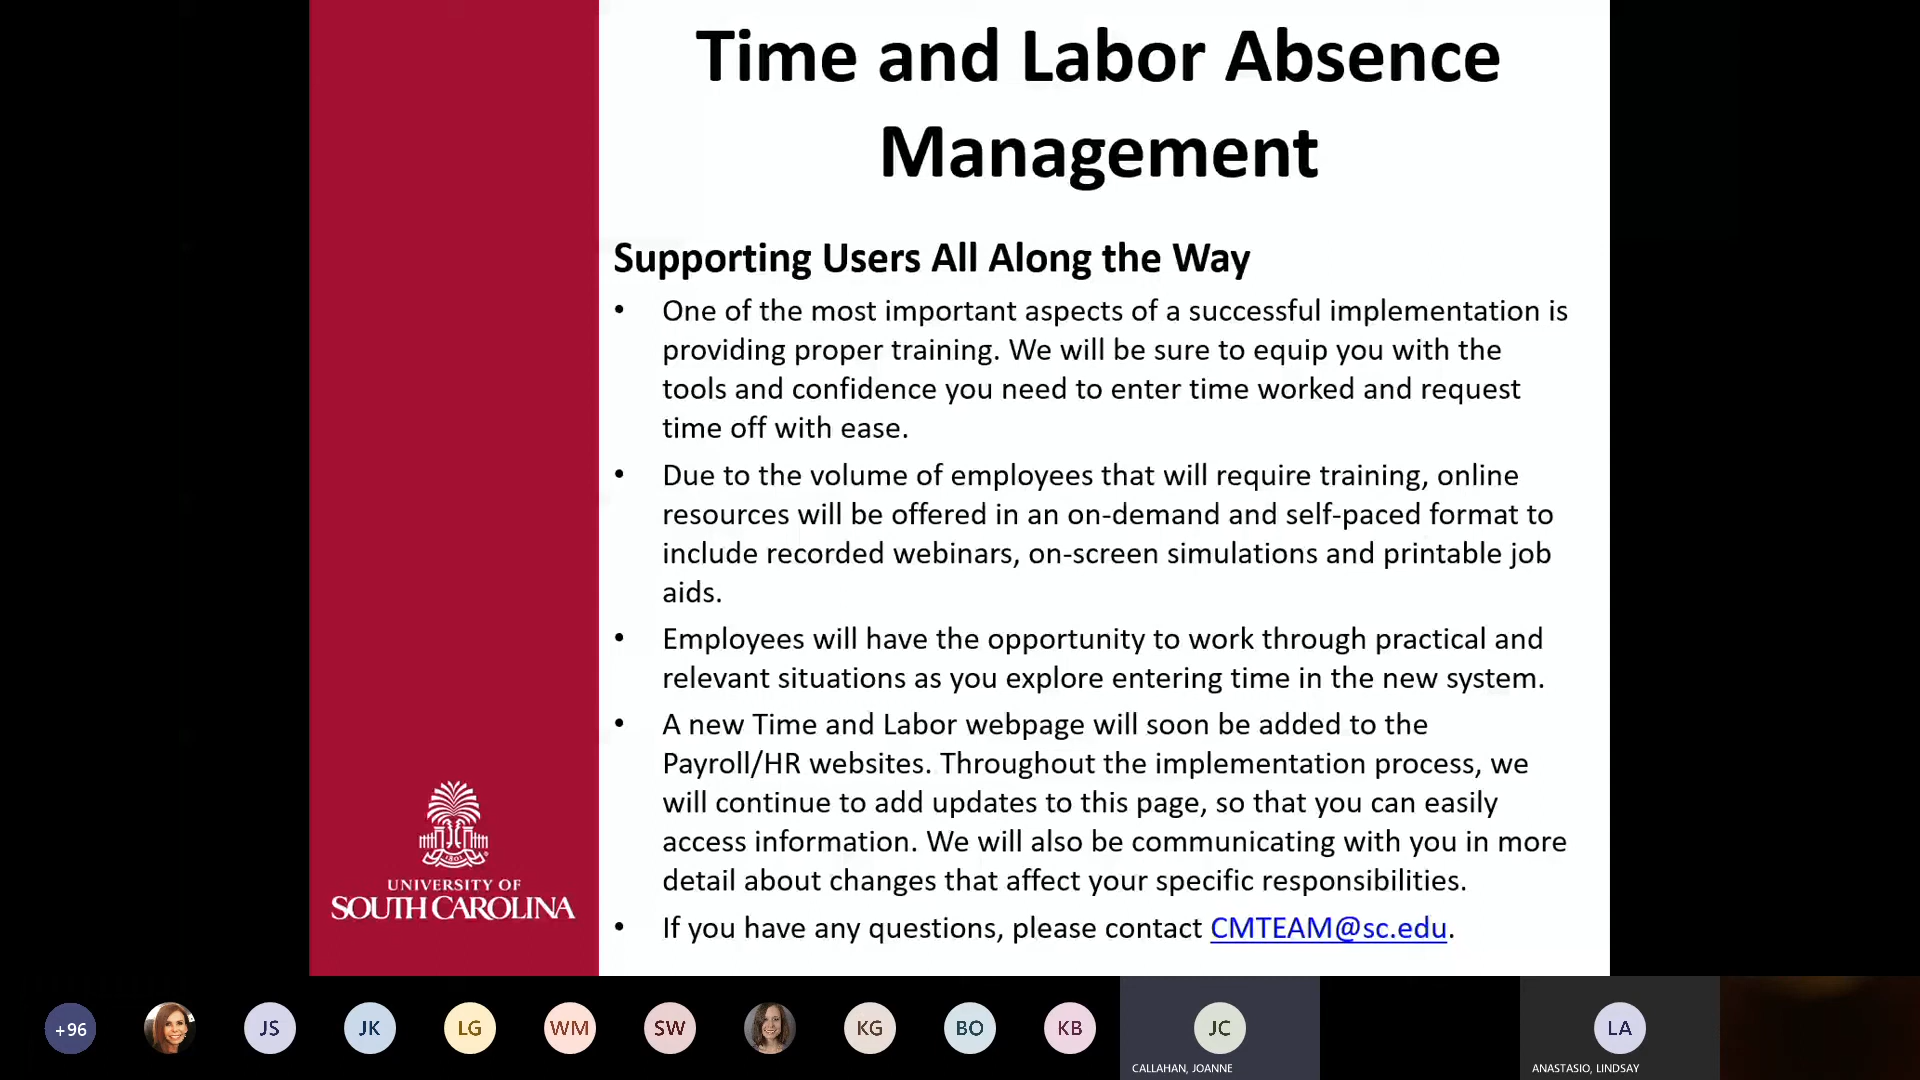 Time and Labor Absence
Management
Supporting Users All Along the Way
• One of the most important aspects of a successful implementation is
providing proper training. We will be sure to equip you with the
tools and confidence you need to enter time worked and request
time off with ease.
• Due to the volume of employees that will require training, online
resources will be offered in an on-demand and self-paced format to
include recorded webinars, on-screen simulations and printable job
aids.
• Employees will have the opportunity to work through practical and
relevant situations as you explore entering time in the new system.
• A new Time and Labor webpage will soon be added to the
Payroll/HR websites. Throughout the implementation process, we
will continue to add updates to this page, so that you can easily
access information. We will also be communicating with you in more
detail about changes that affect your specific responsibilities.
• If you have any questions, please contact CMTEAM@sc.edu.
1801
UNIVERSITY OF
SOUTH CAROLINA
+96
JS
JK
LG
WM
SW
KG
BO
KB
JC
CALLAHAN, JOANNE
LA
ANASTASIO, LINDSAY